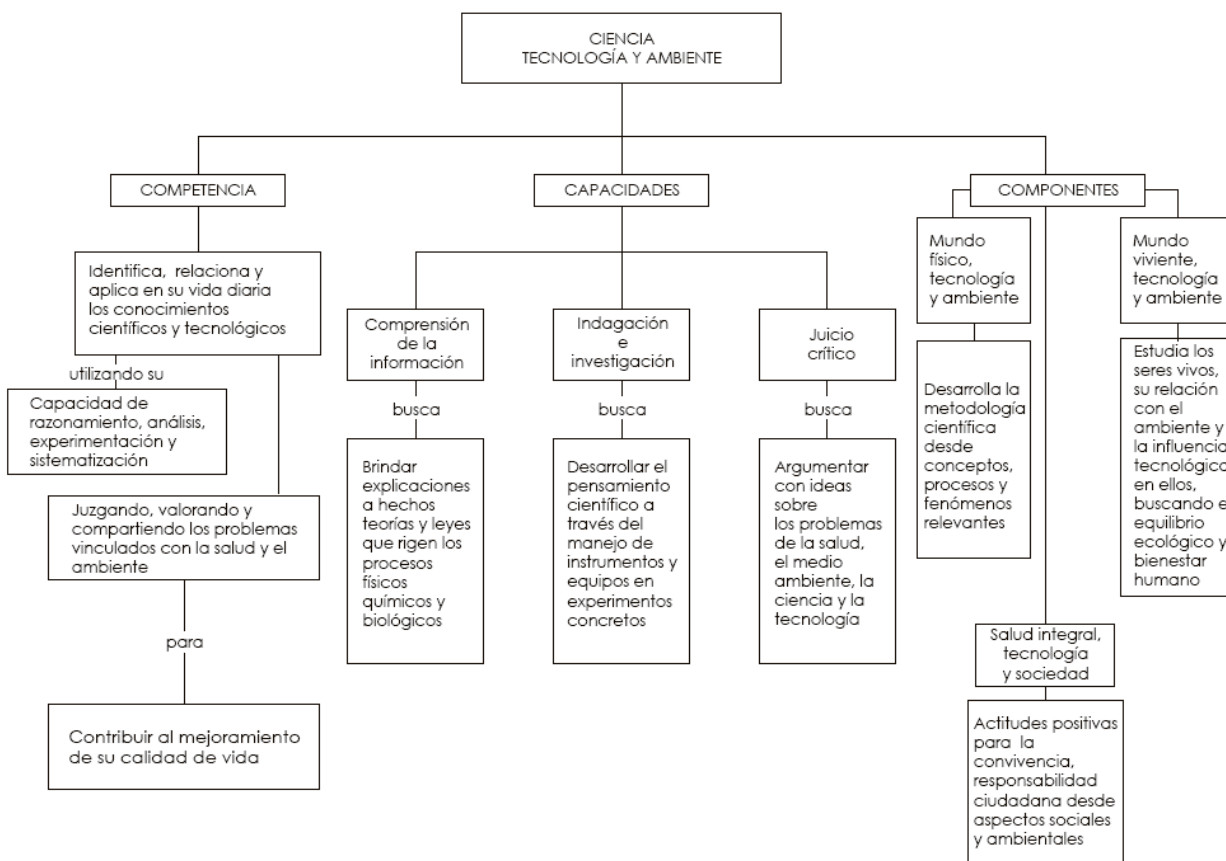 CIENCIA
TECNOLOGÍA Y AMBIENTE
COMPETENCIA
Identifica, relaciona y
aplica en su vida diaria
los conocimientos
científicos y tecnológicos
utilizando su
Capacidad de
razonamiento, análisis,
experimentación y
sistematización
Juzgando, valorando y
compartiendo los problemas
vinculados con la salud y el
ambiente
para
Contribuir al mejoramiento
de su calidad de vida
CAPACIDADES
Comprensión
de la
información
busca
Brindar
explicaciones
a hechos
teorías y leyes
que rigen los
procesos
físicos
químicos y
biológicos
Indagación
e
investigación
busca
Desarrollar el
pensamiento
científico a
través del
manejo de
instrumentos y
equipos en
experimentos
concretos
Juicio
crítico
busca
Argumentar
con ideas
sobre
los problemas
de la salud,
el medio
ambiente, la
ciencia y la
tecnología
COMPONENTES
Mundo
físico,
tecnología
y ambiente
Desarrolla la
metodología
científica
desde
conceptos,
procesos y
fenómenos
relevantes
Salud integral,
tecnología
y sociedad
Actitudes positivas
para la
convivencia,
responsabilidad
ciudadana desde
aspectos sociales
y ambientales
Mundo
viviente,
tecnología
y ambiente
Estudia los
seres vivos,
su relación
con el
ambiente y
la influencia
tecnológica
en ellos,
buscando e
equilibrio
ecológico y
bienestar
humano